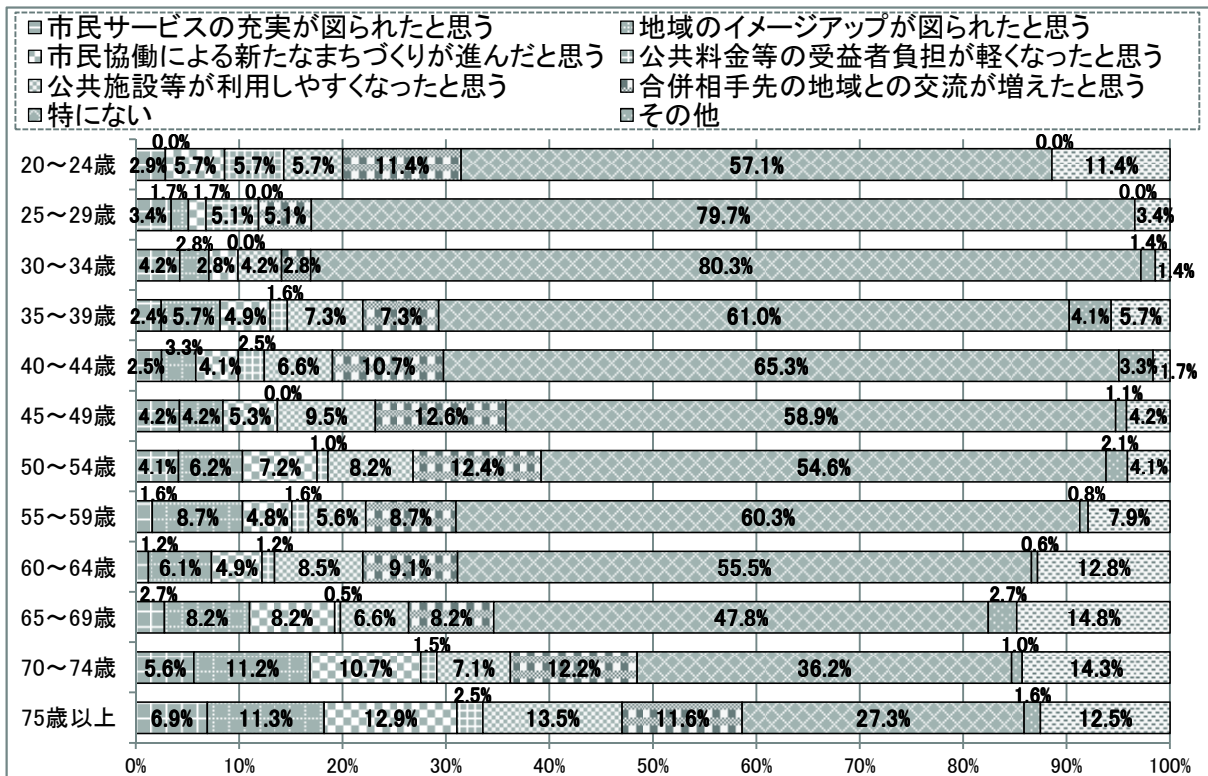 市民サービスの充実が図られたと思う 地域のイメージアップが図られたと思う
市民協働による新たなまちづくりが進んだと思う 公共料金等の受益者負担が軽くなったと思う
公共施設等が利用しやすくなったと思う 合併相手先の地域との交流が増えたと思う
特にない その他
0.0% 0.0%
20～24歳 2.9% 5.7% 5.7% 5.7% 11.4% 57.1% 11.4%
1.7% 1.7% 0.0% 0.0%
25～29歳 3.4% 5.1% 5.1% 79.7% 3.4%
2.8% 0.0% 1.4%
30～34歳 4.2% 2.8% 4.2% 2.8% 80.3% 1.4%
1.6%
35～39歳 2.4% 5.7% 4.9% 7.3% 7.3% 61.0% 4.1% 5.7%
3.3% 2.5%
40～44歳 2.5% 4.1% 6.6% 10.7% 65.3% 3.3% 1.7%
0.0% 1.1%
45～49歳 4.2% 4.2% 5.3% 9.5% 12.6% 58.9% 4.2%
1.0% 2.1%
50～54歳 4.1% 6.2% 7.2% 8.2% 12.4% 54.6% 4.1%
1.6% 1.6% 0.8%
55～59歳 8.7% 4.8% 5.6% 8.7% 60.3% 7.9%
1.2% 1.2% 0.6%
60～64歳 6.1% 4.9% 8.5% 9.1% 55.5% 12.8%
2.7% 0.5% 2.7%
65～69歳 8.2% 8.2% 6.6% 8.2% 47.8% 14.8%
1.5% 1.0%
70～74歳 5.6% 11.2% 10.7% 7.1% 12.2% 36.2% 14.3%
2.5% 1.6%
75歳以上 6.9% 11.3% 12.9% 13.5% 11.6% 27.3% 12.5%
0% 10% 20% 30% 40% 50% 60% 70% 80% 90% 100%